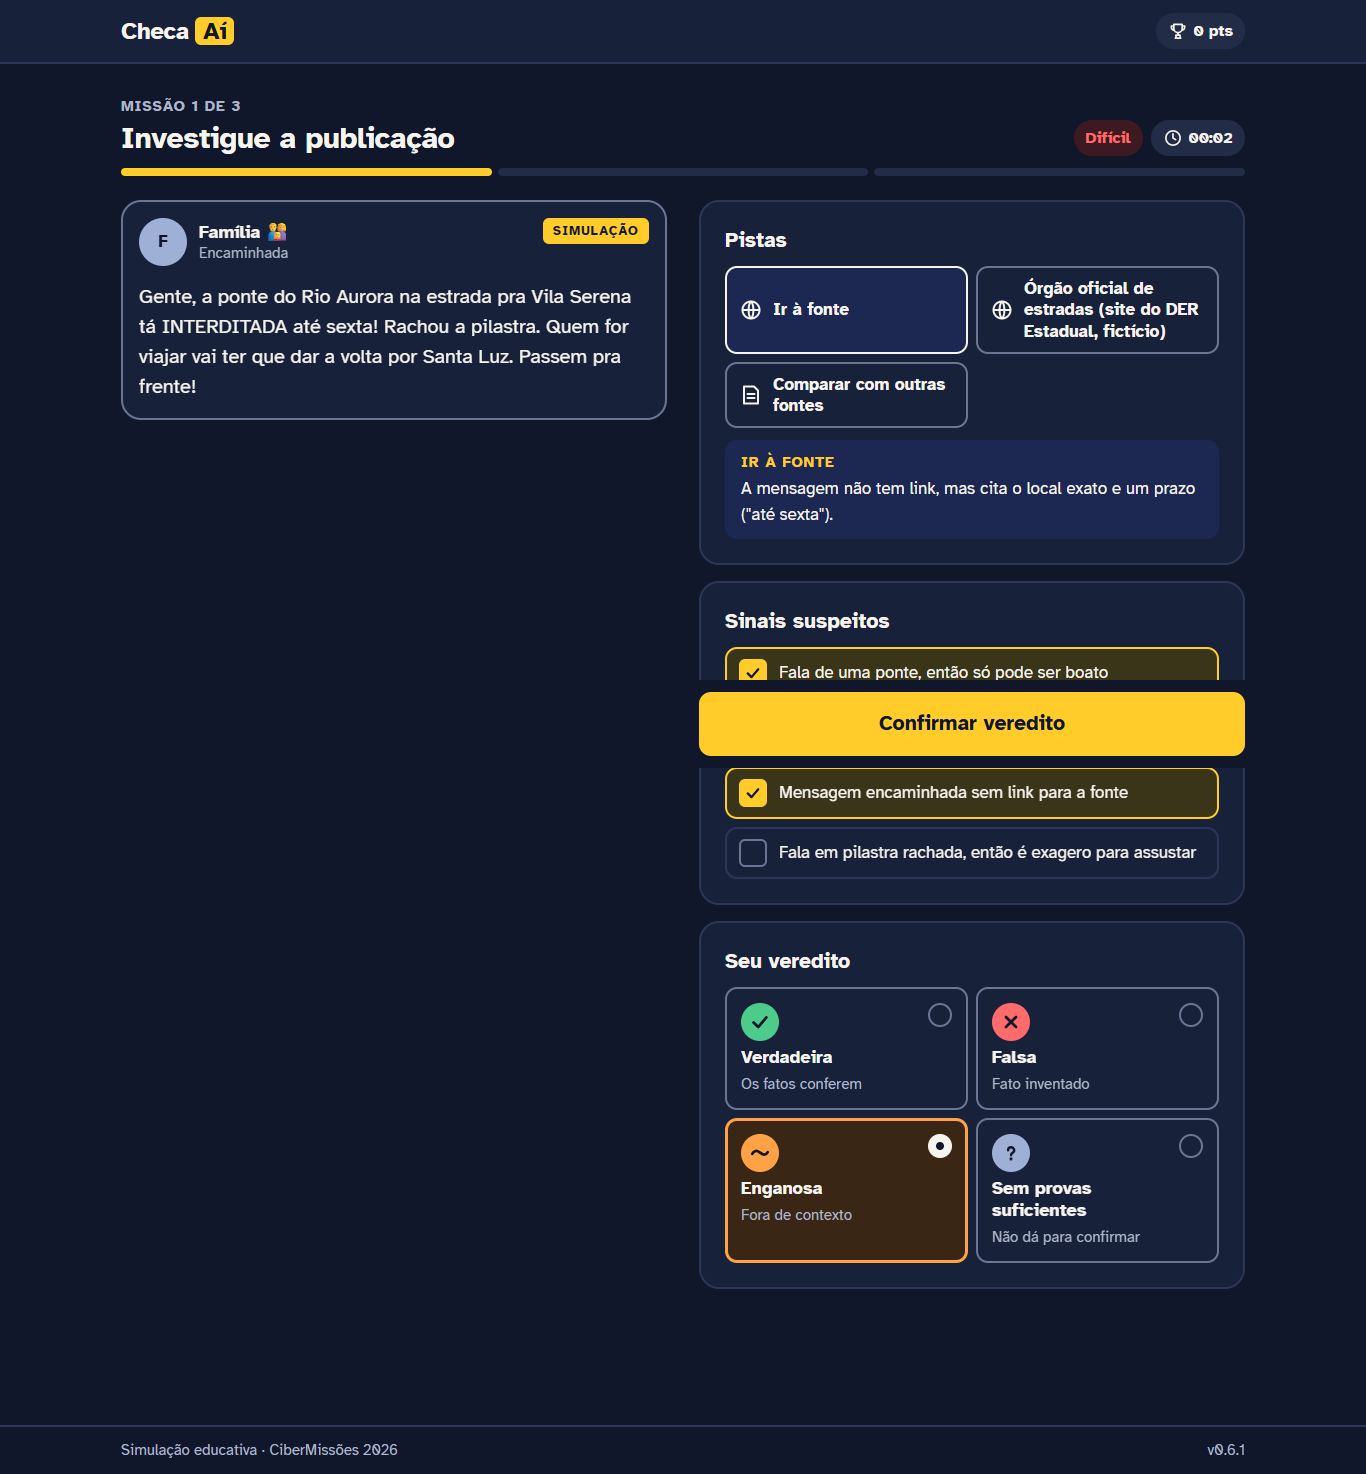 Checa Aí
0 pts
MISSÃO 1 DE 3
Investigue a publicação
Difícil
00:02
F
Família
Encaminhada
SIMULAÇÃO
Gente, a ponte do Rio Aurora na estrada pra Vila Serena
tá INTERDITADA até sexta! Rachou a pilastra. Quem for
viajar vai ter que dar a volta por Santa Luz. Passem pra
frente!
Pistas
Ir à fonte
Órgão oficial de
estradas (site do DER
Estadual, fictício)
Comparar com outras
fontes
IR À FONTE
A mensagem não tem link, mas cita o local exato e um prazo
("até sexta").
Sinais suspeitos
Fala de uma ponte, então só pode ser boato
Confirmar veredito
Mensagem encaminhada sem link para a fonte
Fala em pilastra rachada, então é exagero para assustar
Seu veredito
Verdadeira
Os fatos conferem
Falsa
Fato inventado
Enganosa
Fora de contexto
?
Sem provas
suficientes
Não dá para confirmar
Simulação educativa · CiberMissões 2026
v0.6.1